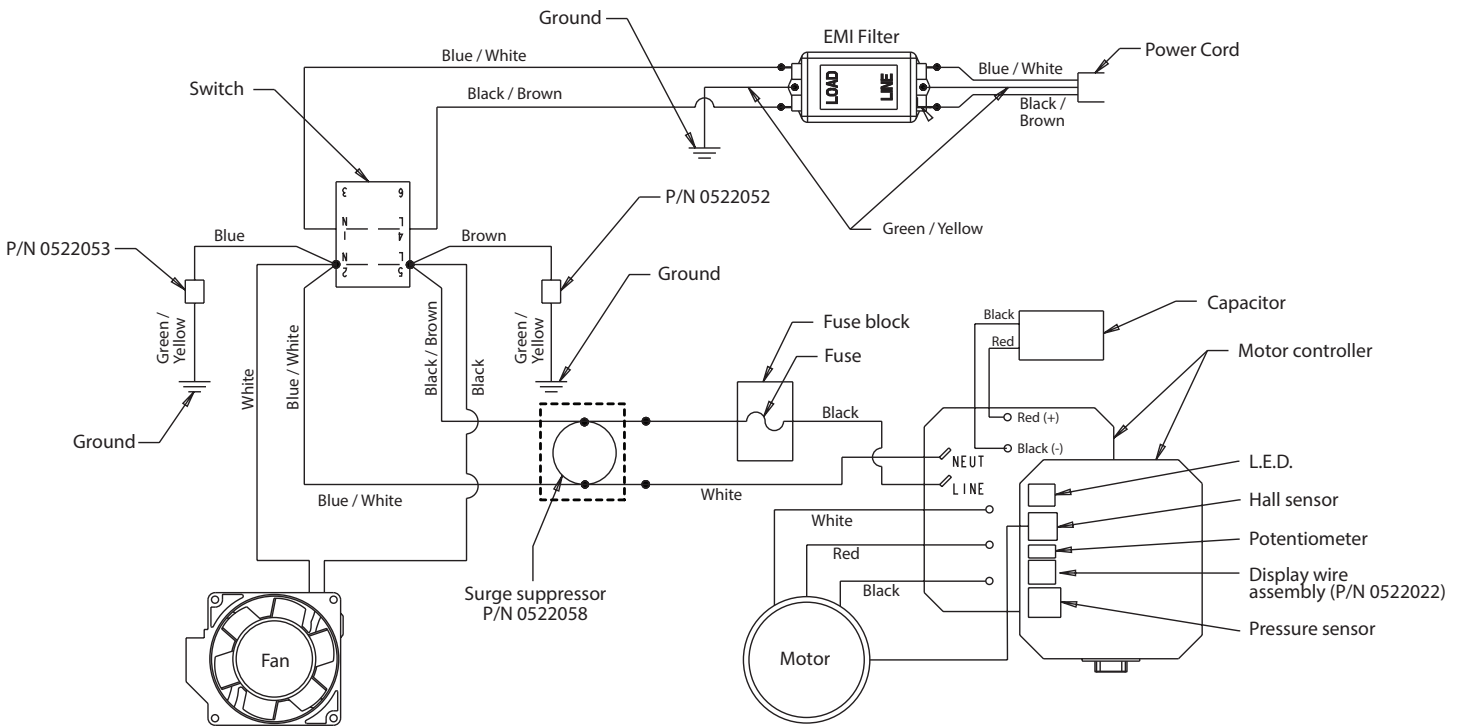 Ground
EMI Filter
Power Cord
Blue / White
Blue / White
LOAD
LINE
Switch
Black / Brown
Ground
Black /
Brown
3
6
P/N 0522052
N
L
1
4
Green / Yellow
P/N 0522053
Blue
Brown
N
L
2
5
Ground
Green /
Yellow
Green /
Yellow
White
Blue / White
Black / Brown
Black
Capacitor
Black
Red
Fuse block
Fuse
Motor controller
Black
Red (+)
Ground
Black (-)
NEUT
L.E.D.
LINE
Blue / White
White
Hall sensor
White
Potentiometer
Red
Display wire
assembly (P/N 0522022)
Black
Surge suppressor
P/N 0522058
Pressure sensor
Fan
Motor